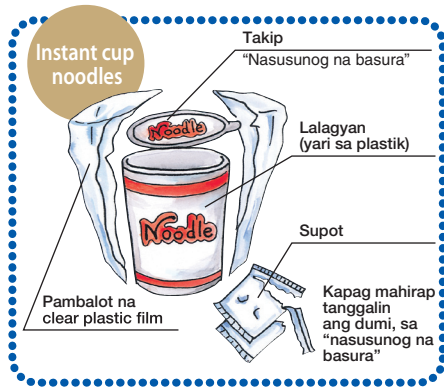 Instant cup
noodles
Takip
“Nasusunog na basura”
Noodle
Lalagyan
(yari sa plastik)
Noodle
Supot
Pambalot na
clear plastic film
Kapag mahirap
tanggalin
ang dumi, sa
“nasusunog na
basura”